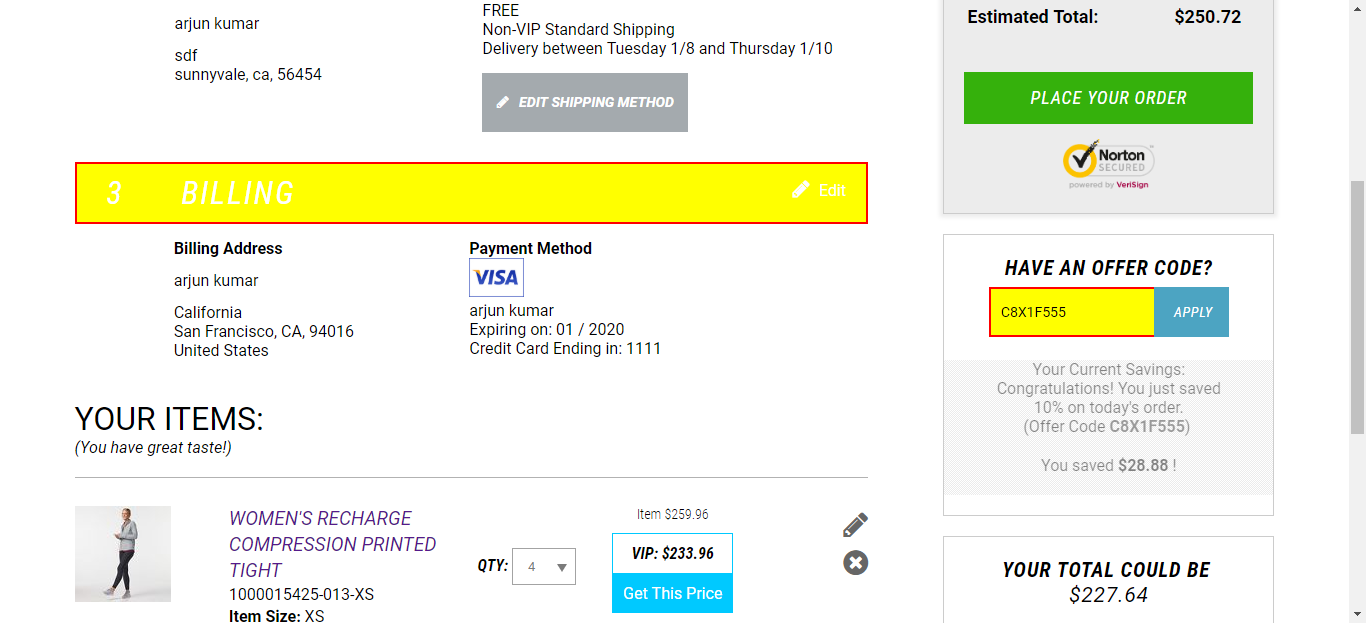 arjun kumar
sdf
sunnyvale, ca, 56454
FREE
Non-VIP Standard Shipping
Delivery between Tuesday 1/8 and Thursday 1/10
EDIT SHIPPING METHOD
3 BILLING
Edit
Billing Address
arjun kumar
California
San Francisco, CA, 94016
United States
Payment Method
VISA
arjun kumar
Expiring on: 01 / 2020
Credit Card Ending in: 1111
YOUR ITEMS:
(You have great taste!)
WOMEN'S RECHARGE
COMPRESSION PRINTED
TIGHT
1000015425-013-XS
Item Size: XS
QTY: 4
Item $259.96
VIP: $233.96
Get This Price
Estimated Total: $250.72
PLACE YOUR ORDER
Norton
SECURED
powered by VeriSign
HAVE AN OFFER CODE?
C8X1F555
APPLY
Your Current Savings:
Congratulations! You just saved
10% on today's order.
(Offer Code C8X1F555)
You saved $28.88 !
YOUR TOTAL COULD BE
$227.64